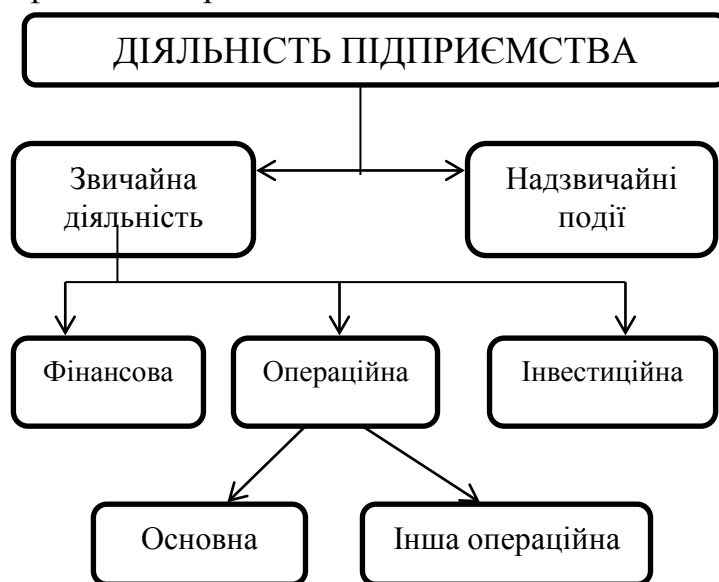 ДІЯЛЬНІСТЬ ПІДПРИЄМСТВА
Звичайна
діяльність
Надзвичайні
події
Фінансова
Операційна
Інвестиційна
Основна
Інша операційна